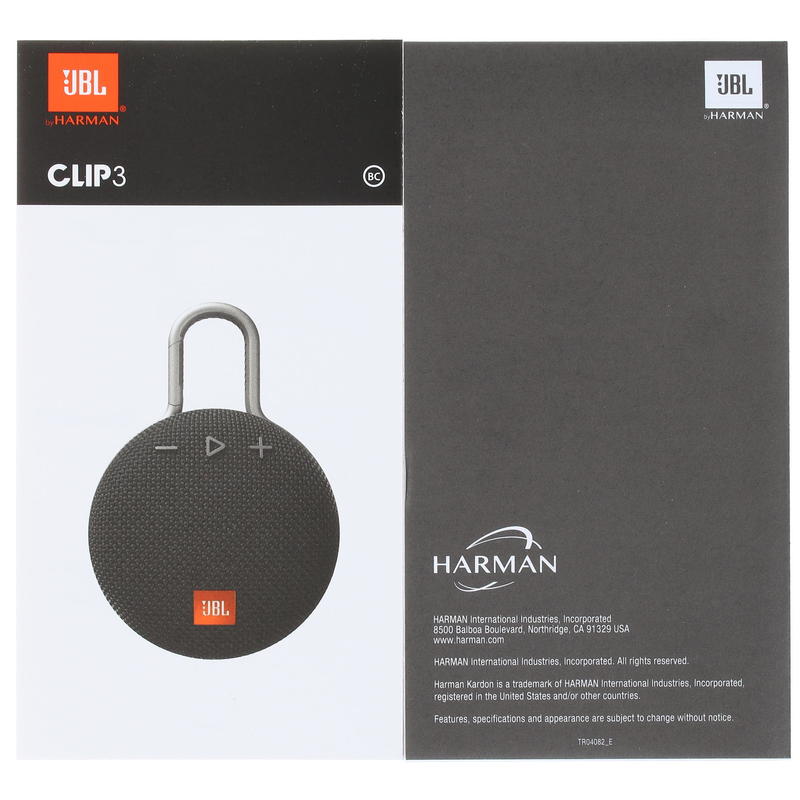 JBL
by HARMAN®
CLIP3
BC
JBL
JBL
by HARMAN®
HARMAN
HARMAN International Industries, Incorporated
8500 Balboa Boulevard, Northridge, CA 91329 USA
www.harman.com
HARMAN International Industries, Incorporated. All rights reserved.
Harman Kardon is a trademark of HARMAN International Industries, Incorporated,
registered in the United States and/or other countries.
Features, specifications and appearance are subject to change without notice.
TR04082_E